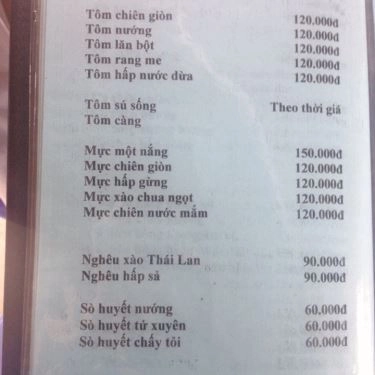 Tôm chiên giòn 120.000đ
Tôm nướng 120.000đ
Tôm lăn bột 120.000đ
Tôm rang me 120.000đ
Tôm hấp nước dừa 120.000đ
Tôm sú sống Theo thời giá
Tôm càng
Mực một nắng 150.000đ
Mực chiên giòn 120.000đ
Mực hấp gừng 120.000đ
Mực xào chua ngọt 120.000đ
Mực chiên nước mắm 120.000đ
Nghêu xào Thái Lan 90.000đ
Nghêu hấp sả 90.000đ
Sò huyết nướng 60.000đ
Sò huyết tứ xuyên 60.000đ
Sò huyết chấy tỏi 60.000đ